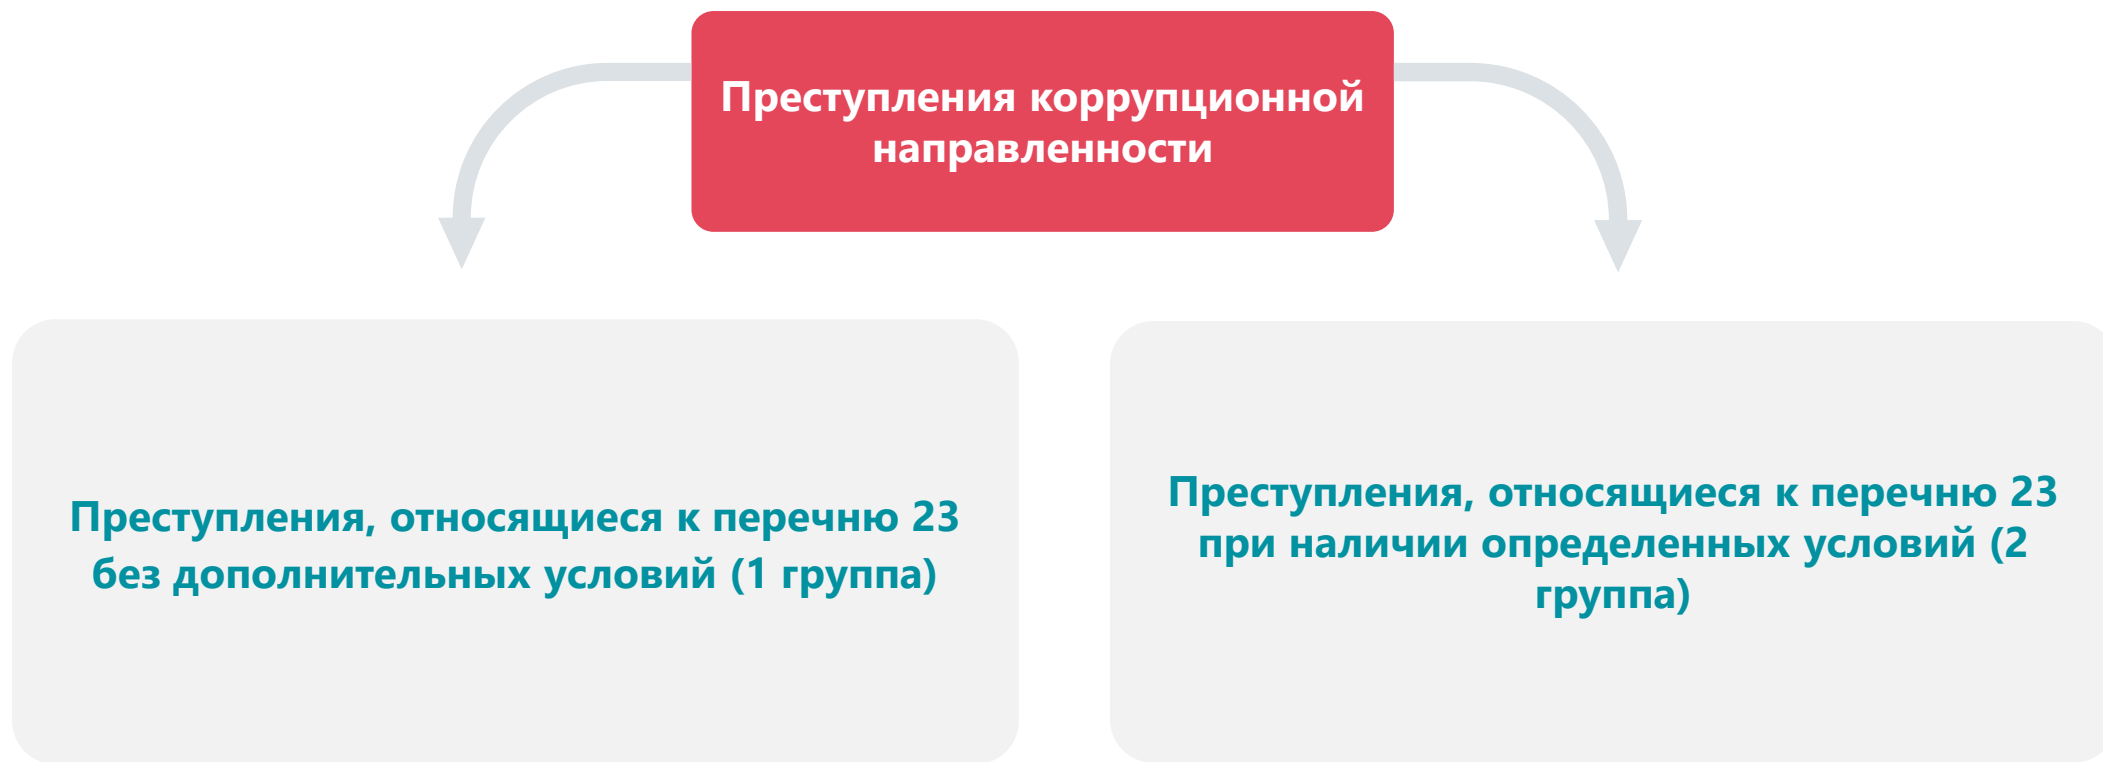 Преступления коррупционной
направленности
Преступления, относящиеся к перечню 23
без дополнительных условий (1 группа)
Преступления, относящиеся к перечню 23
при наличии определенных условий (2
группа)